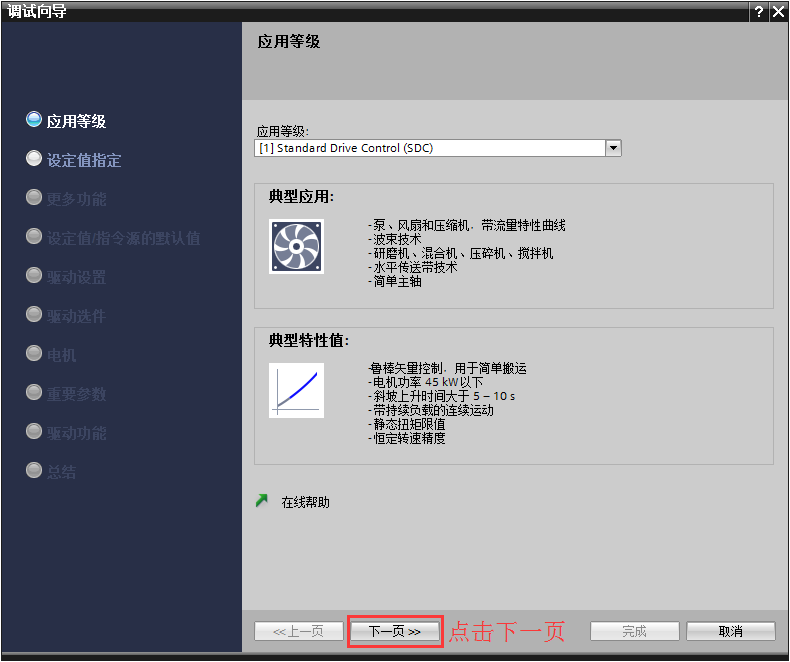 调试向导
? X
应用等级
应用等级
设定值指定
更多功能
设定值/指令源的默认值
驱动设置
驱动选件
电机
重要参数
驱动功能
总结
应用等级:
[1] Standard Drive Control (SDC)
典型应用:
-泵、风扇和压缩机，带流量特性曲线
-波束技术
-研磨机、混合机、压碎机、搅拌机
-水平传送带技术
-简单主轴
典型特性值:
-鲁棒矢量控制，用于简单搬运
-电机功率 45 kW以下
-斜坡上升时间大于 5 – 10 s
-带持续负载的连续运动
-静态扭矩限值
-恒定转速精度
在线帮助
<<上一页
下一页 >>
点击下一页
完成
取消